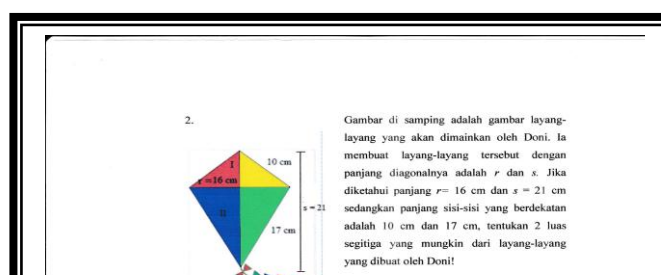 2.
Gambar di samping adalah gambar layang-
layang yang akan dimainkan oleh Doni. Ia
membuat layang-layang tersebut dengan
panjang diagonalnya adalah r dan s. Jika
diketahui panjang r= 16 cm dan s = 21 cm
sedangkan panjang sisi-sisi yang berdekatan
adalah 10 cm dan 17 cm, tentukan 2 luas
segitiga yang mungkin dari layang-layang
yang dibuat oleh Doni!
I
10 cm
r=16 cm
s = 21
II
17 cm